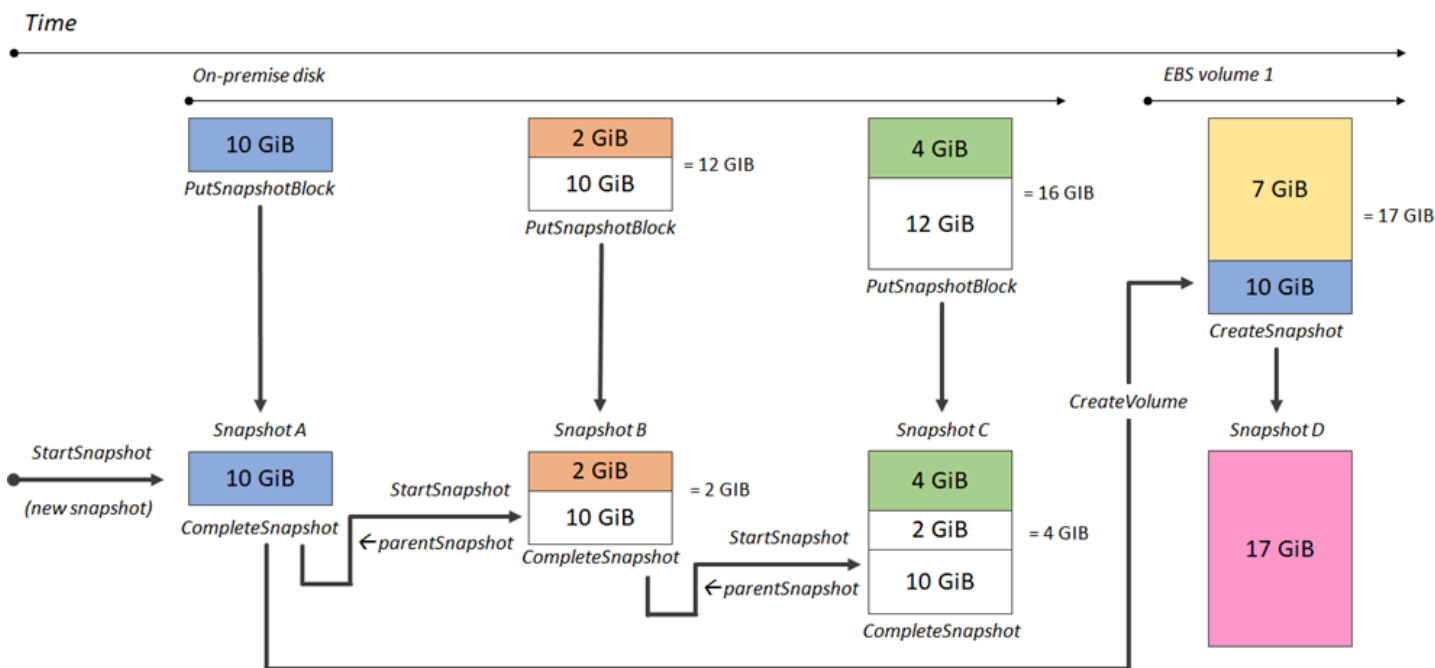 Time
On-premise disk
EBS volume 1
10 GiB
PutSnapshotBlock
2 GiB
10 GiB
= 12 GIB
PutSnapshotBlock
4 GiB
12 GiB
= 16 GIB
PutSnapshotBlock
7 GiB
10 GiB
= 17 GIB
CreateSnapshot
CreateVolume
StartSnapshot
(new snapshot)
Snapshot A
10 GiB
CompleteSnapshot
StartSnapshot
←parentSnapshot
Snapshot B
2 GiB
10 GiB
= 2 GIB
CompleteSnapshot
StartSnapshot
←parentSnapshot
Snapshot C
4 GiB
2 GiB
10 GiB
= 4 GIB
CompleteSnapshot
Snapshot D
17 GiB